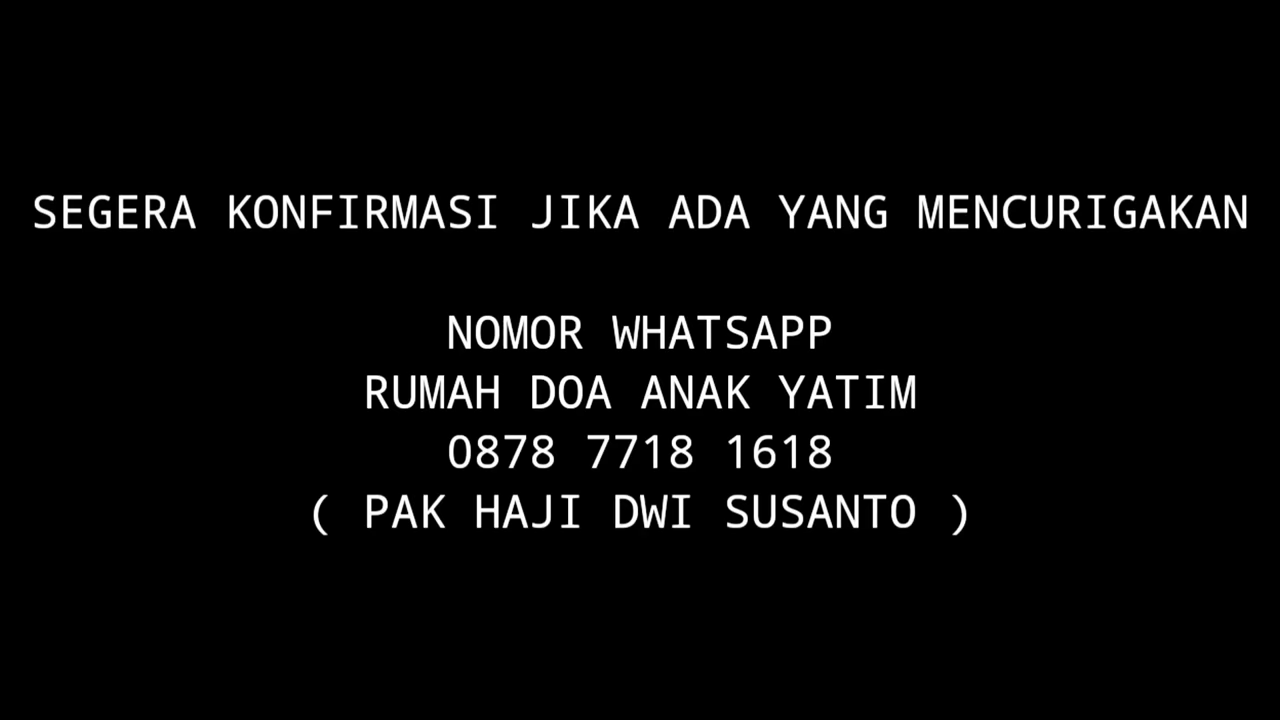 SEGERA KONFIRMASI JIKA ADA YANG MENCURIGAKAN
NOMOR WHATSAPP
RUMAH DOA ANAK YATIM
0878 7718 1618
( PAK HAJI DWI SUSANTO )